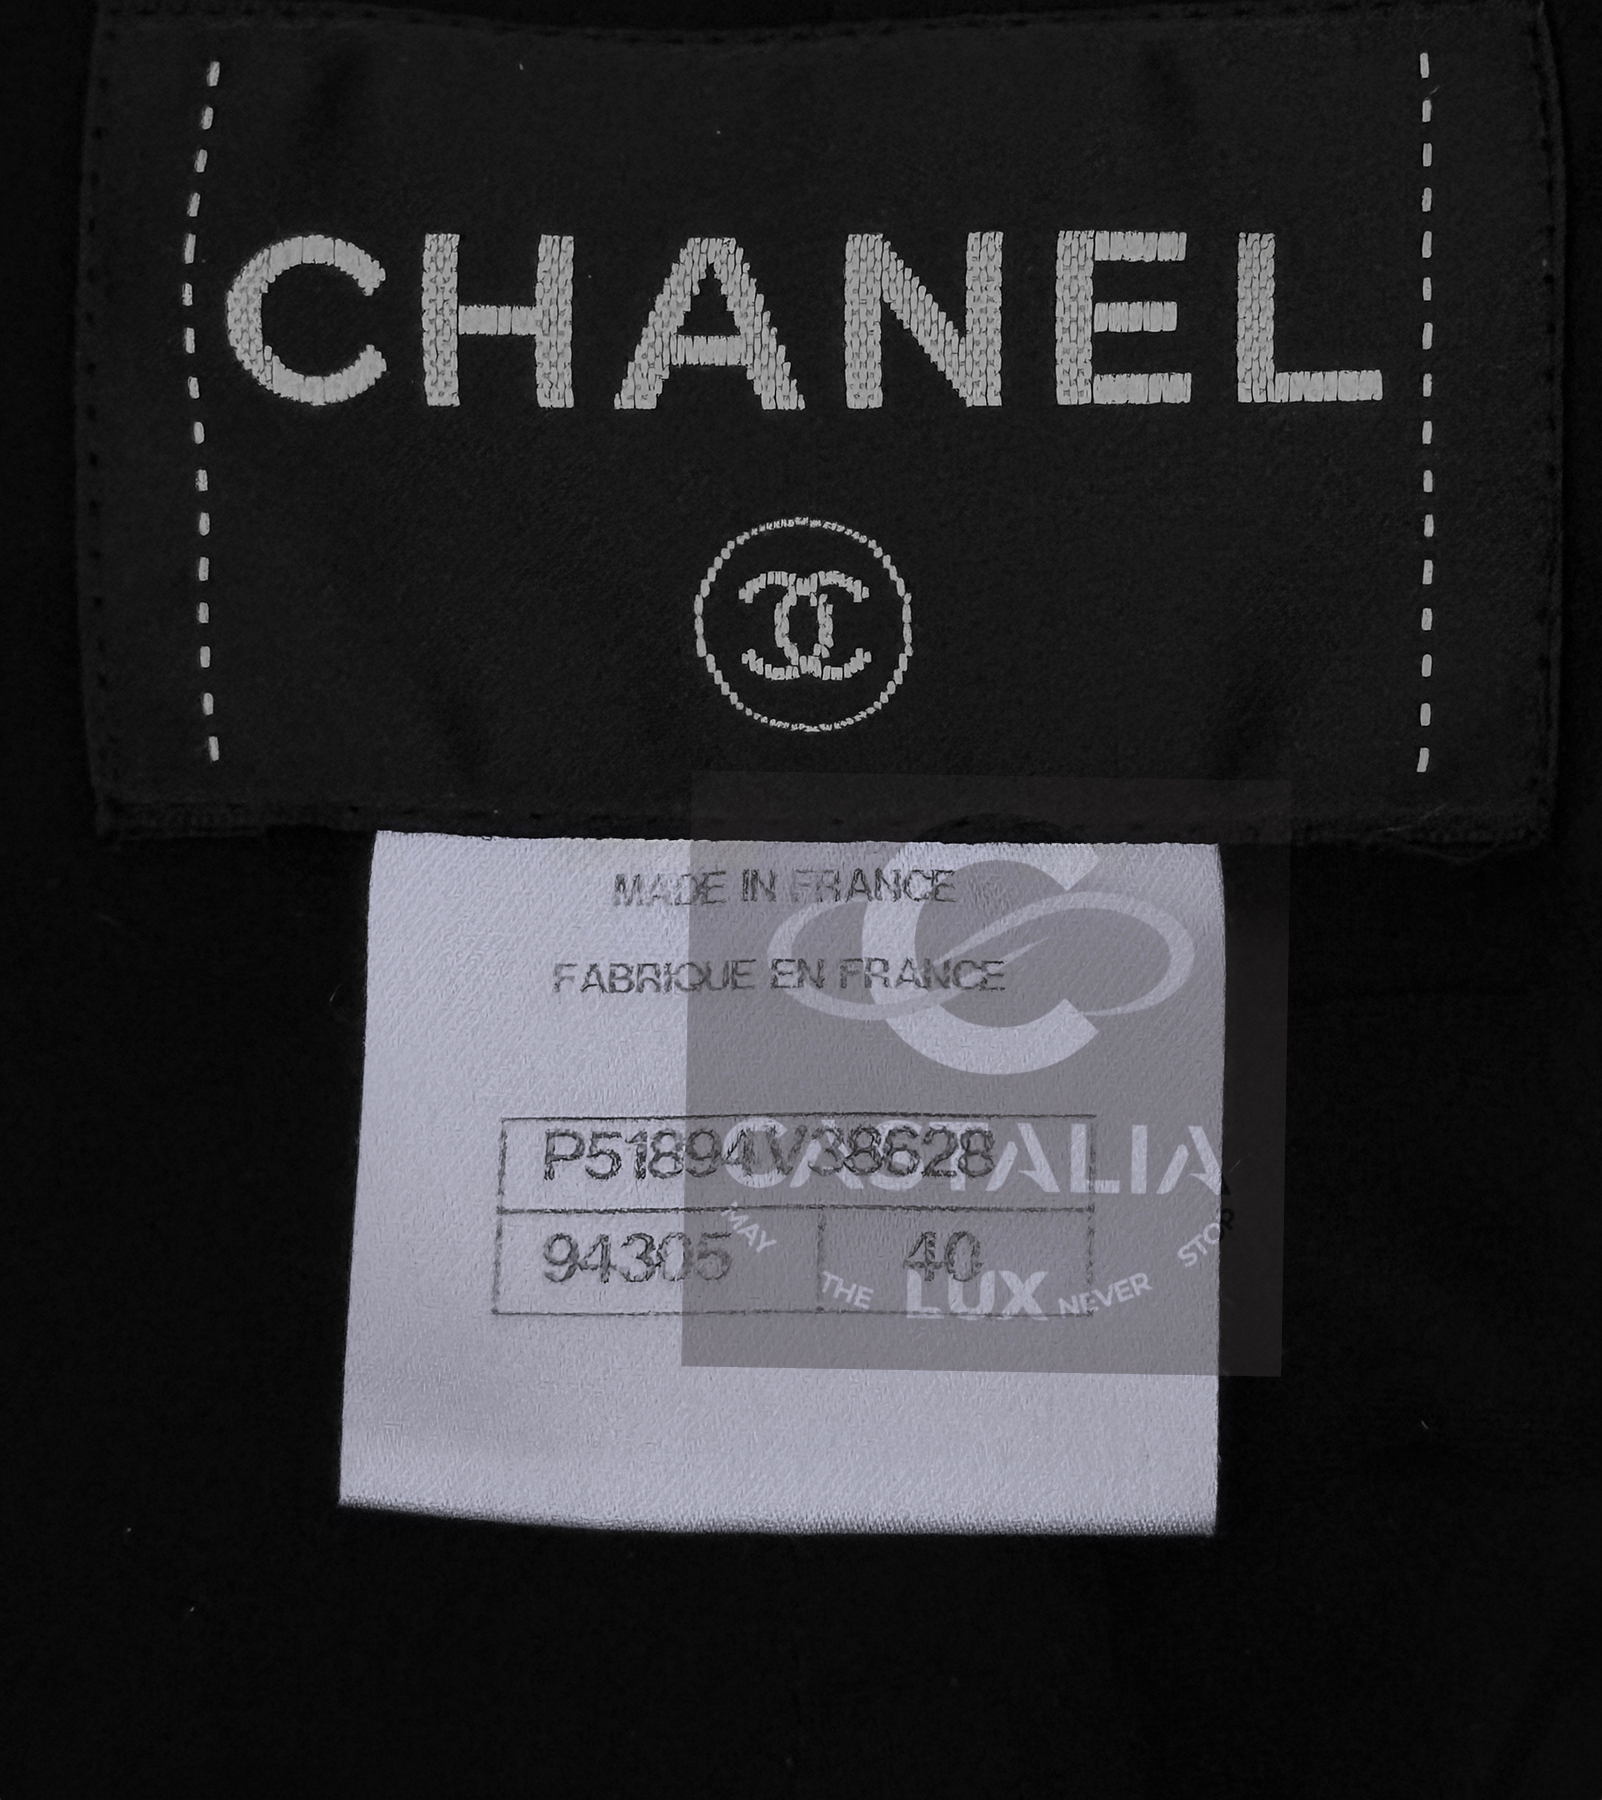 CHANEL
MADE IN FRANCE
FABRIQUE EN FRANCE
P51894V38628
94305 40
CASTALIA
MAY THE LUX NEVER STOP